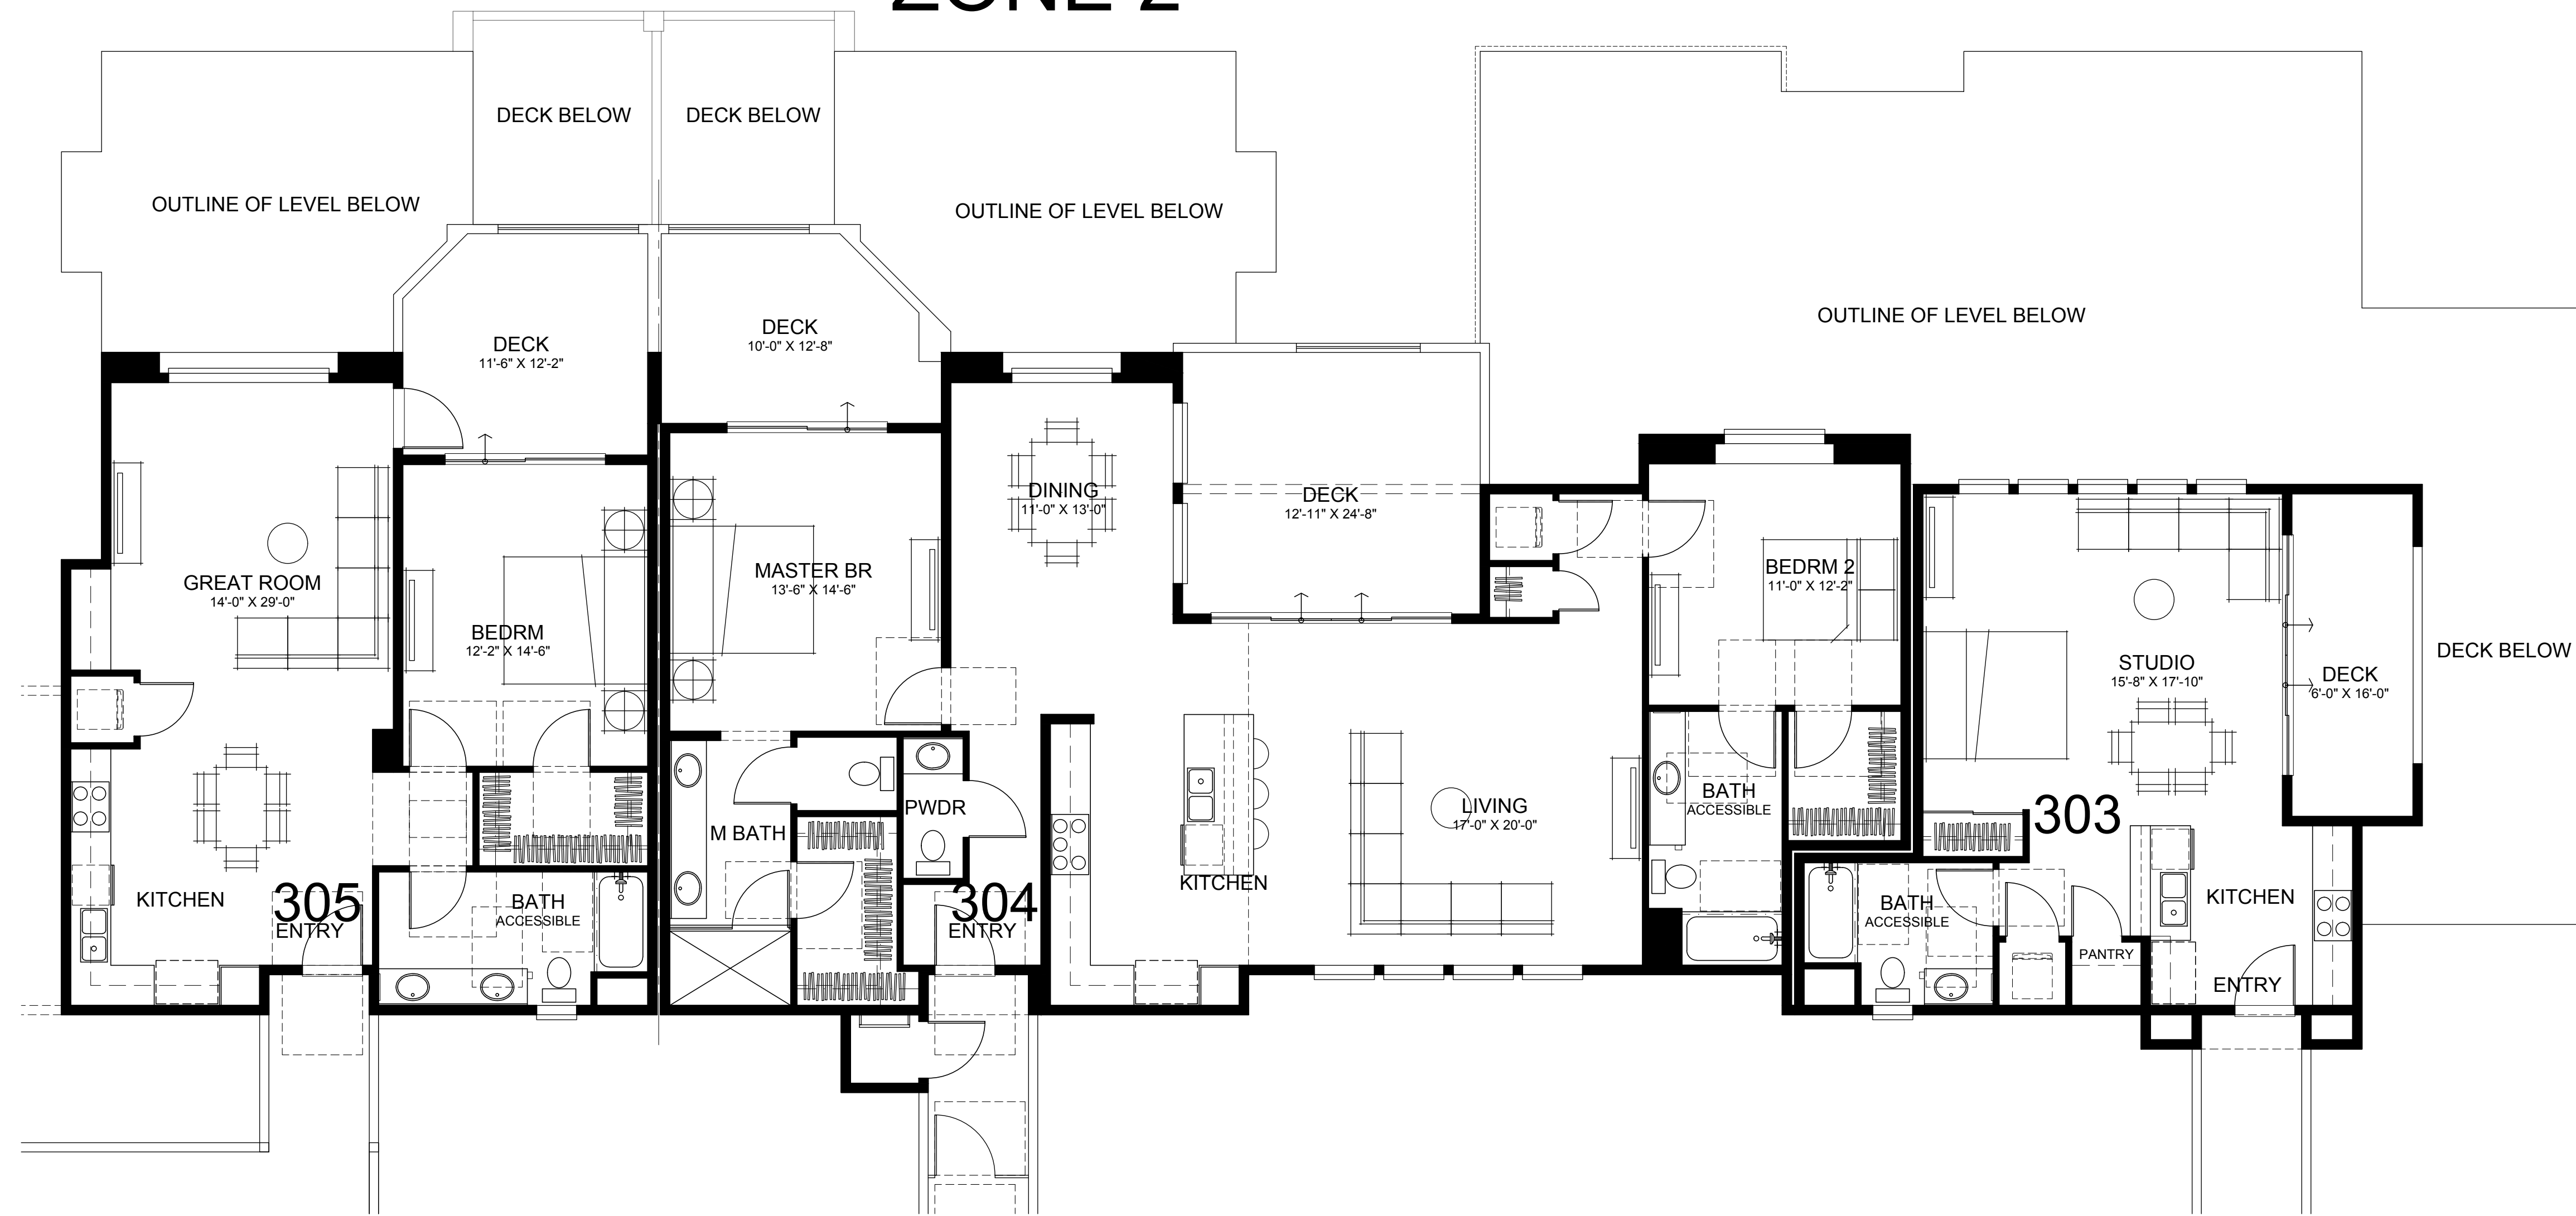 ZONE 2
DECK BELOW
DECK BELOW
OUTLINE OF LEVEL BELOW
OUTLINE OF LEVEL BELOW
OUTLINE OF LEVEL BELOW
DECK
11'-6" X 12'-2"
DECK
10'-0" X 12'-8"
DINING
11'-0" X 13'-0"
DECK
12'-11" X 24'-8"
GREAT ROOM
14'-0" X 29'-0"
BEDRM
12'-2" X 14'-6"
MASTER BR
13'-6" X 14'-6"
BEDRM 2
11'-0" X 12'-2"
STUDIO
15'-8" X 17'-10"
DECK
6'-0" X 16'-0"
DECK BELOW
KITCHEN
305
ENTRY
BATH
ACCESSIBLE
M BATH
PWDR
304
ENTRY
KITCHEN
LIVING
17'-0" X 20'-0"
BATH
ACCESSIBLE
303
BATH
ACCESSIBLE
PANTRY
KITCHEN
ENTRY